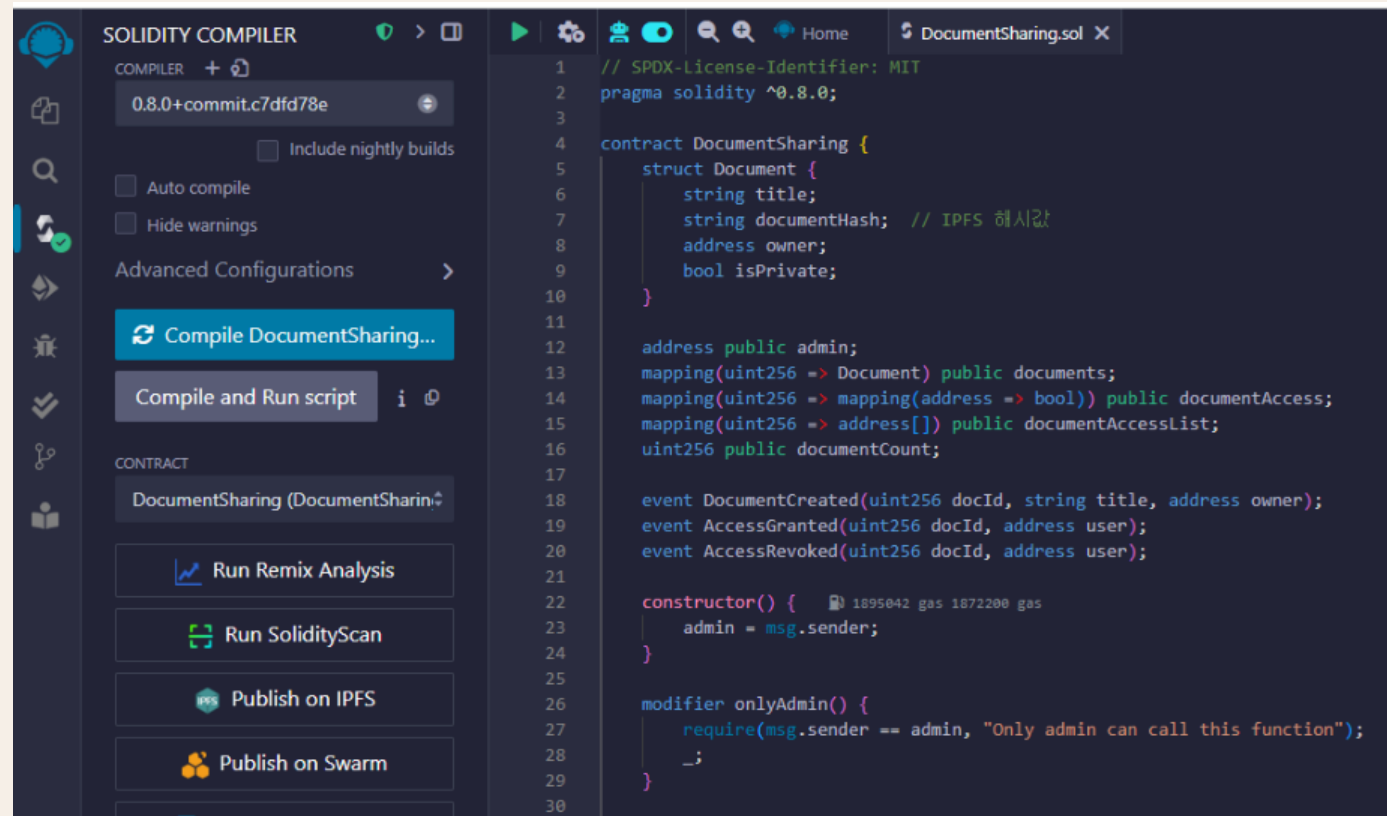 SOLIDITY COMPILER
COMPILER
0.8.0+commit.c7dfd78e
Include nightly builds
Auto compile
Hide warnings
Advanced Configurations
Compile DocumentSharing...
Compile and Run script
i
CONTRACT
DocumentSharing (DocumentSharin
Run Remix Analysis
Run SolidityScan
IPFS
Publish on IPFS
Publish on Swarm
Home
DocumentSharing.sol
1 // SPDX-License-Identifier: MIT
2 pragma solidity ^0.8.0;
3
4 contract DocumentSharing {
5 struct Document {
6 string title;
7 string documentHash; // IPFS 해시값
8 address owner;
9 bool isPrivate;
10 }
11
12 address public admin;
13 mapping(uint256 => Document) public documents;
14 mapping(uint256 => mapping(address => bool)) public documentAccess;
15 mapping(uint256 => address[]) public documentAccessList;
16 uint256 public documentCount;
17
18 event DocumentCreated(uint256 docId, string title, address owner);
19 event AccessGranted(uint256 docId, address user);
20 event AccessRevoked(uint256 docId, address user);
21
22 constructor() { 1895042 gas 1872200 gas
23 admin = msg.sender;
24 }
25
26 modifier onlyAdmin() {
27 require(msg.sender == admin, "Only admin can call this function");
28 _;
29 }
30